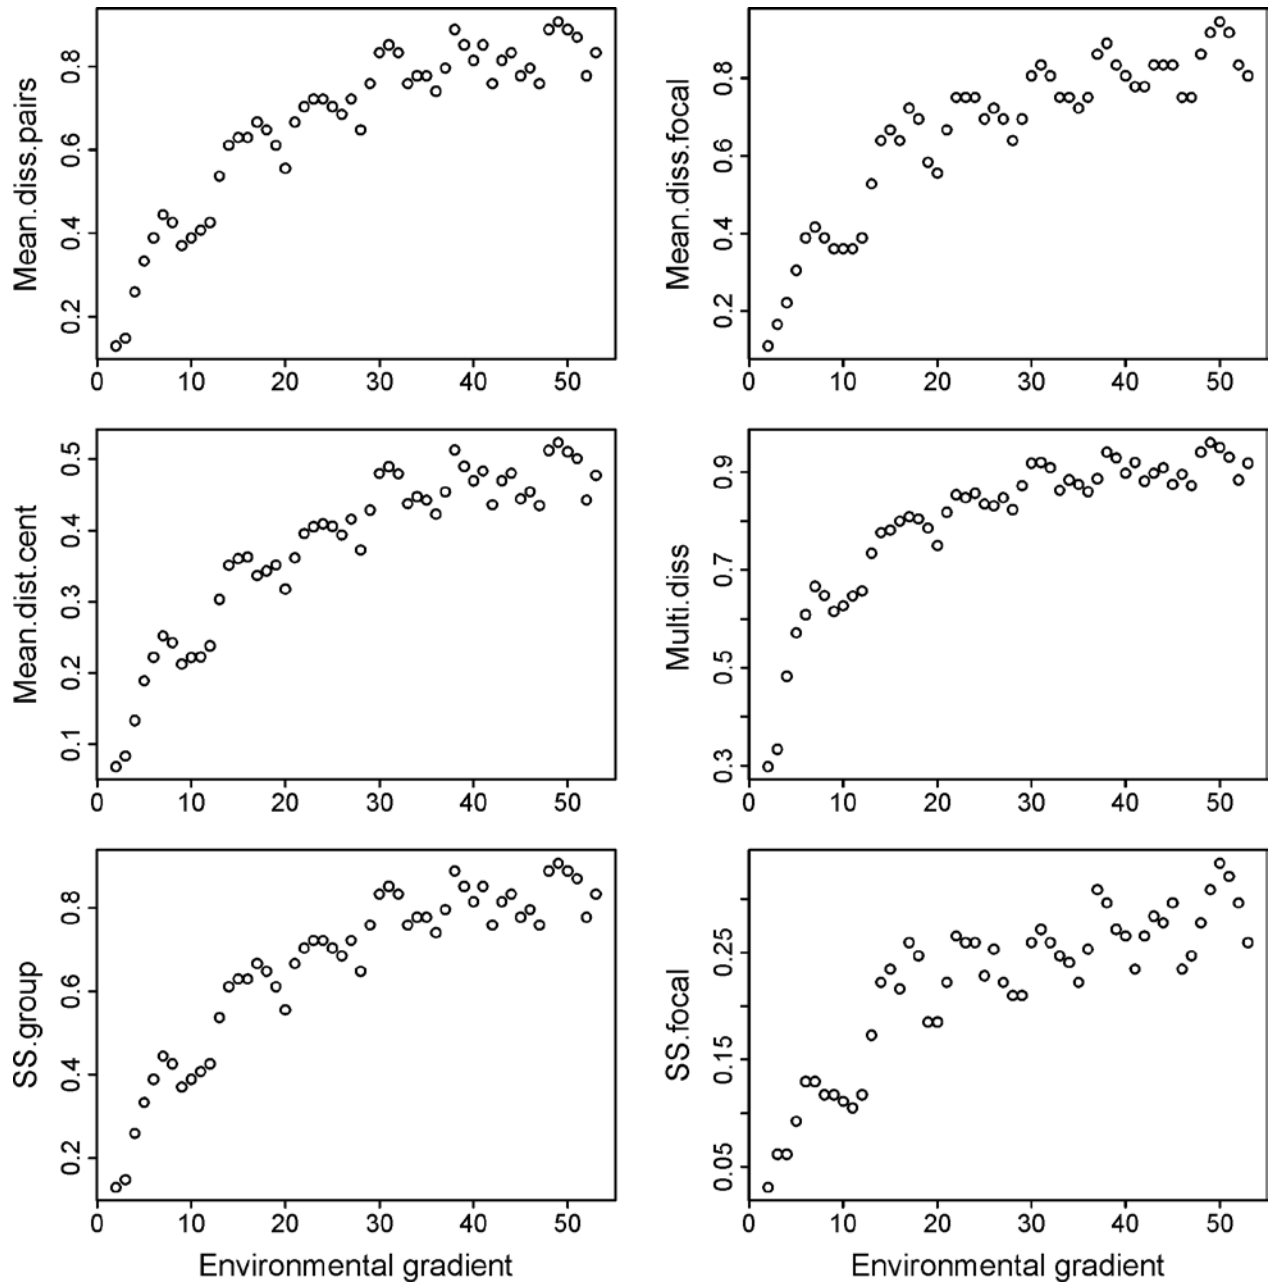 Mean.diss.pairs
0.2 0.4 0.6 0.8
0 10 20 30 40 50
Mean.diss.focal
0.2 0.4 0.6 0.8
0 10 20 30 40 50
Mean.dist.cent
0.1 0.2 0.3 0.4 0.5
0 10 20 30 40 50
Multi.diss
0.3 0.5 0.7 0.9
0 10 20 30 40 50
SS.group
0.2 0.4 0.6 0.8
0 10 20 30 40 50
Environmental gradient
SS.focal
0.05 0.15 0.25
0 10 20 30 40 50
Environmental gradient